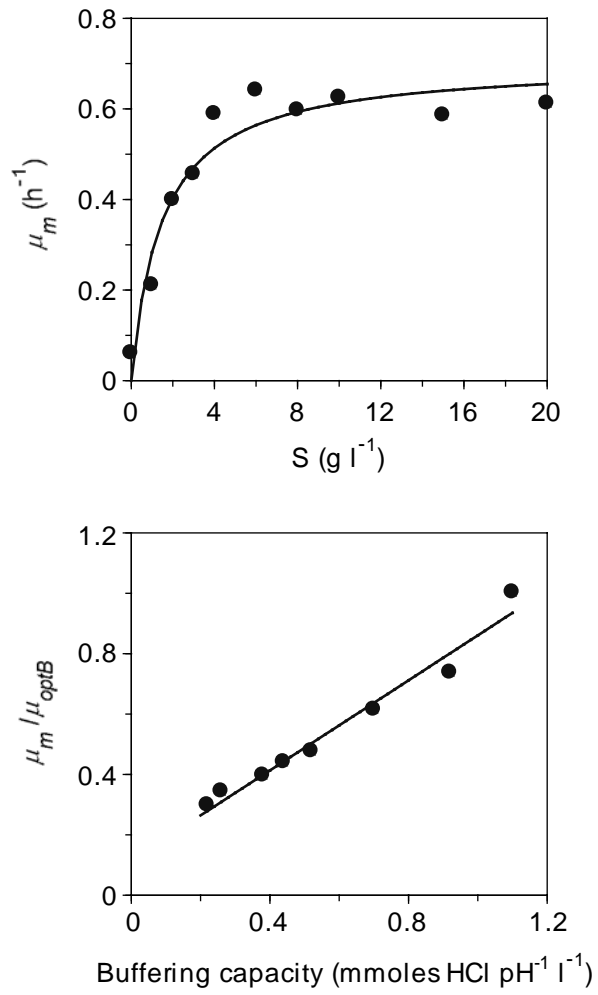 0.8
0.6
0.4
0.2
0
μm (h-1)
0 4 8 12 16 20
S (g l-1)
1.2
0.8
0.4
0
μm /μoptB
0 0.4 0.8 1.2
Buffering capacity (mmoles HCl pH-1 l-1)